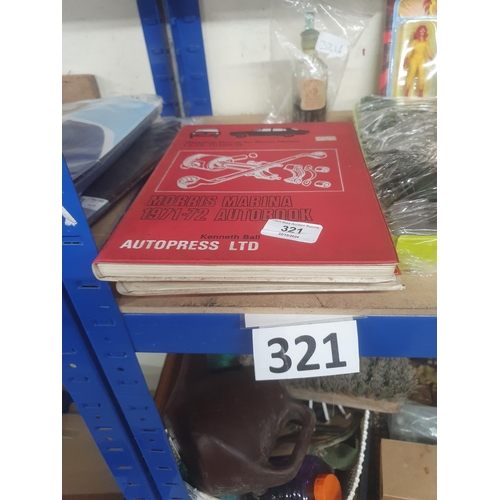 MORRIS MARINA
1971-72 AUTOBOOK
Kenneth Ball
AUTOPRESS LTD
321
321